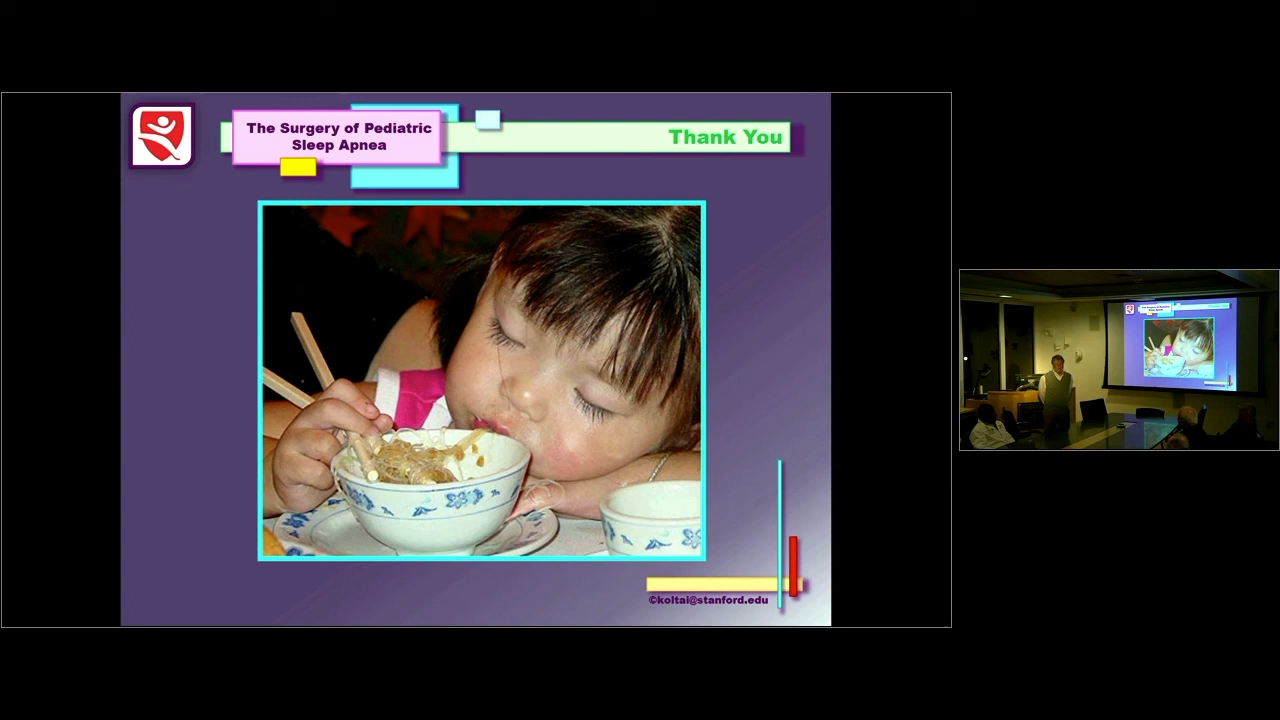 The Surgery of Pediatric
Sleep Apnea
Thank You
©koltai@stanford.edu